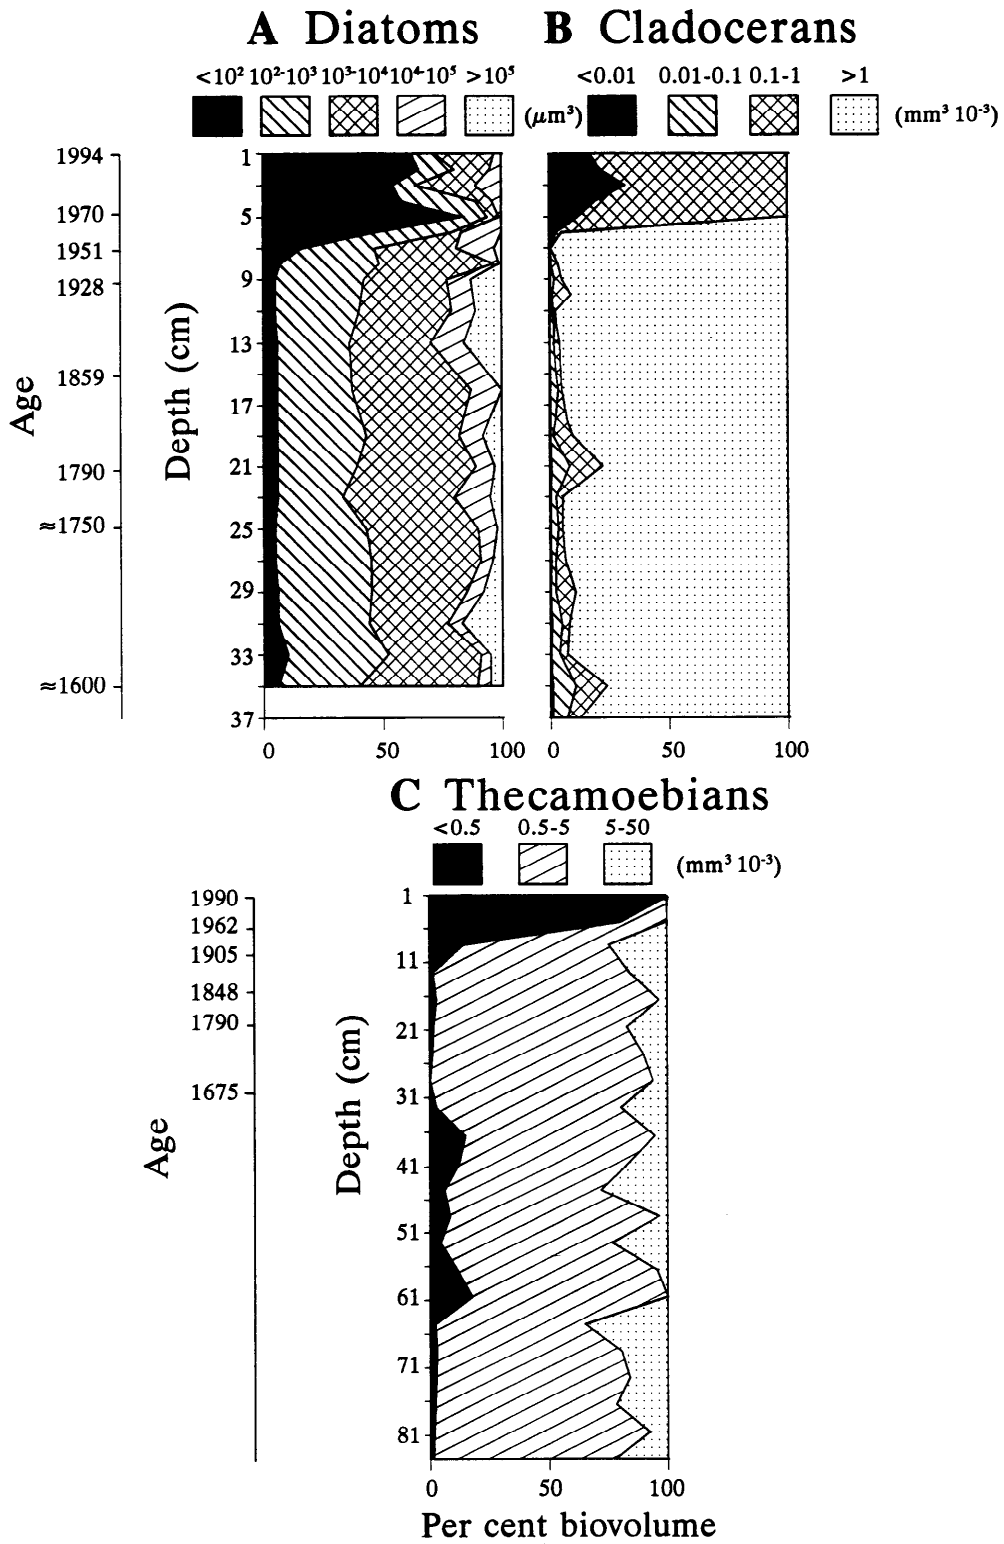 A Diatoms
B Cladocerans
<10² 10²-10³ 10³-10⁴ 10⁴-10⁵ >10⁵
(μm³)
<0.01 0.01-0.1 0.1-1 >1
(mm³ 10⁻³)
Age
1994
1970
1951
1928
1859
1790
≈1750
≈1600
Depth (cm)
1
5
9
13
17
21
25
29
33
37
0 50 100
0 50 100
C Thecamoebians
<0.5 0.5-5 5-50
(mm³ 10⁻³)
Age
1990
1962
1905
1848
1790
1675
Depth (cm)
1
11
21
31
41
51
61
71
81
0 50 100
Per cent biovolume